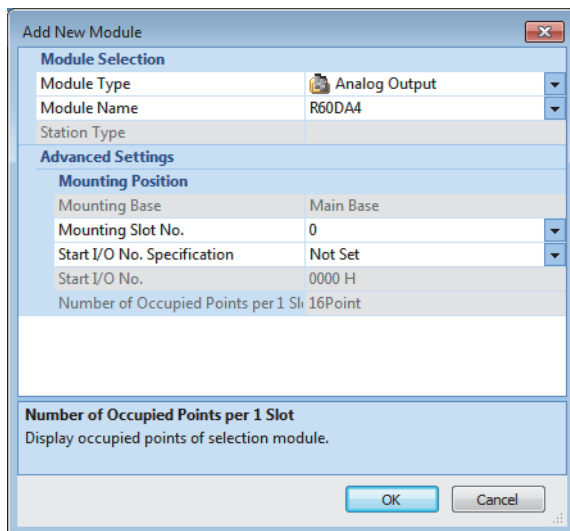 Add New Module
Module Selection
Module Type Analog Output
Module Name R60DA4
Station Type
Advanced Settings
Mounting Position
Mounting Base Main Base
Mounting Slot No. 0
Start I/O No. Specification Not Set
Start I/O No. 0000 H
Number of Occupied Points per 1 Sl 16Point
Number of Occupied Points per 1 Slot
Display occupied points of selection module.
OK Cancel